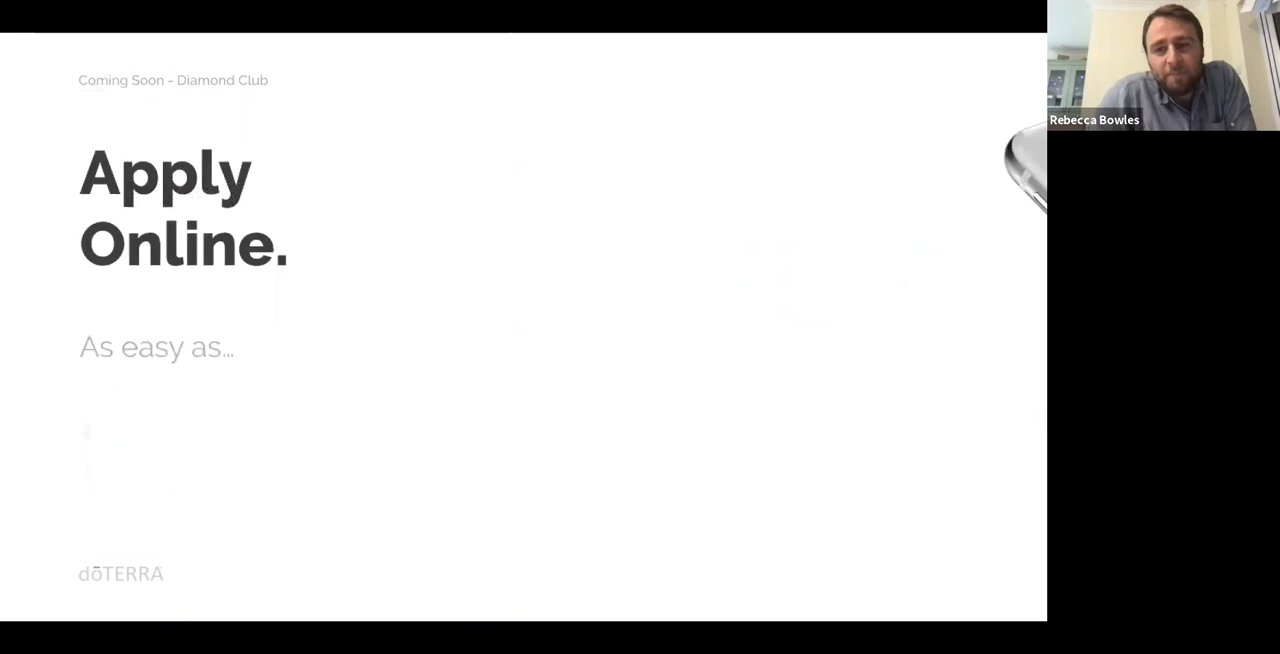 Coming Soon - Diamond Club
Apply
Online.
As easy as...
dōTERRA
Rebecca Bowles